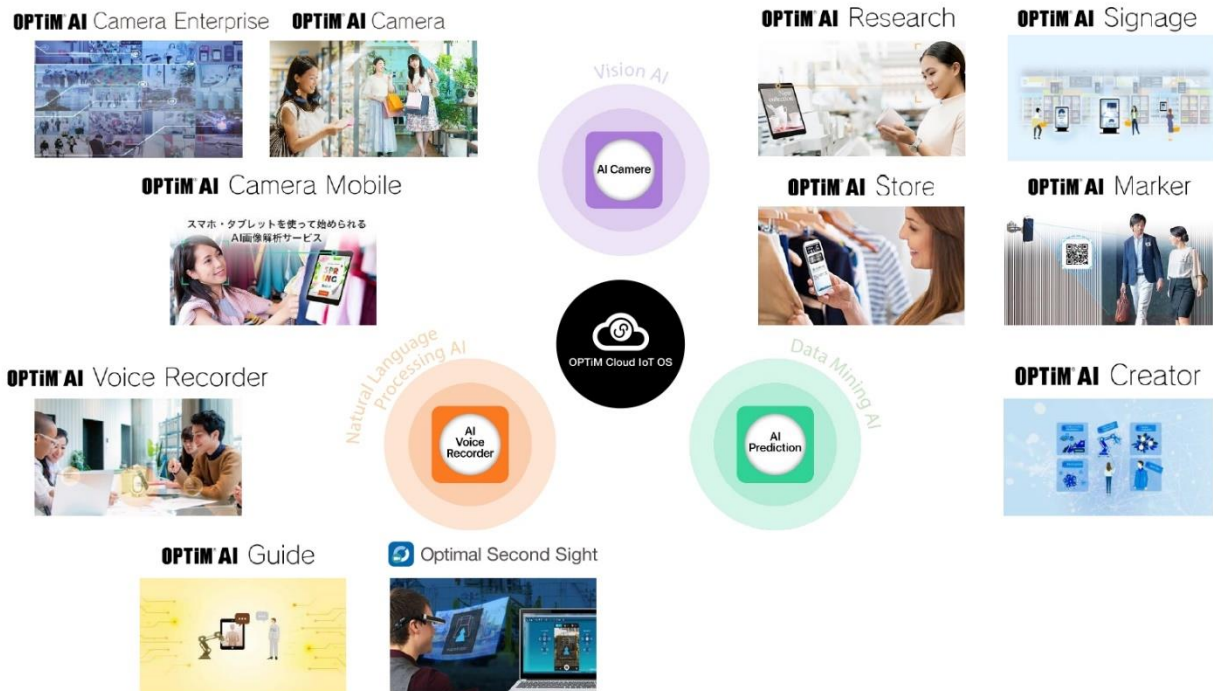 OPTiM AI Camera Enterprise
OPTiM AI Camera
OPTiM AI Research
OPTiM AI Signage
Vision AI
AI Camere
OPTiM AI Camera Mobile
スマホ・タブレットを使って始められる
AI画像解析サービス
OPTiM AI Store
OPTiM AI Marker
OPTiM Cloud IoT OS
Natural Language
Processing AI
Data Mining AI
OPTiM AI Voice Recorder
AI
Voice
Recorder
AI
Prediction
OPTiM AI Creator
OPTiM AI Guide
Optimal Second Sight